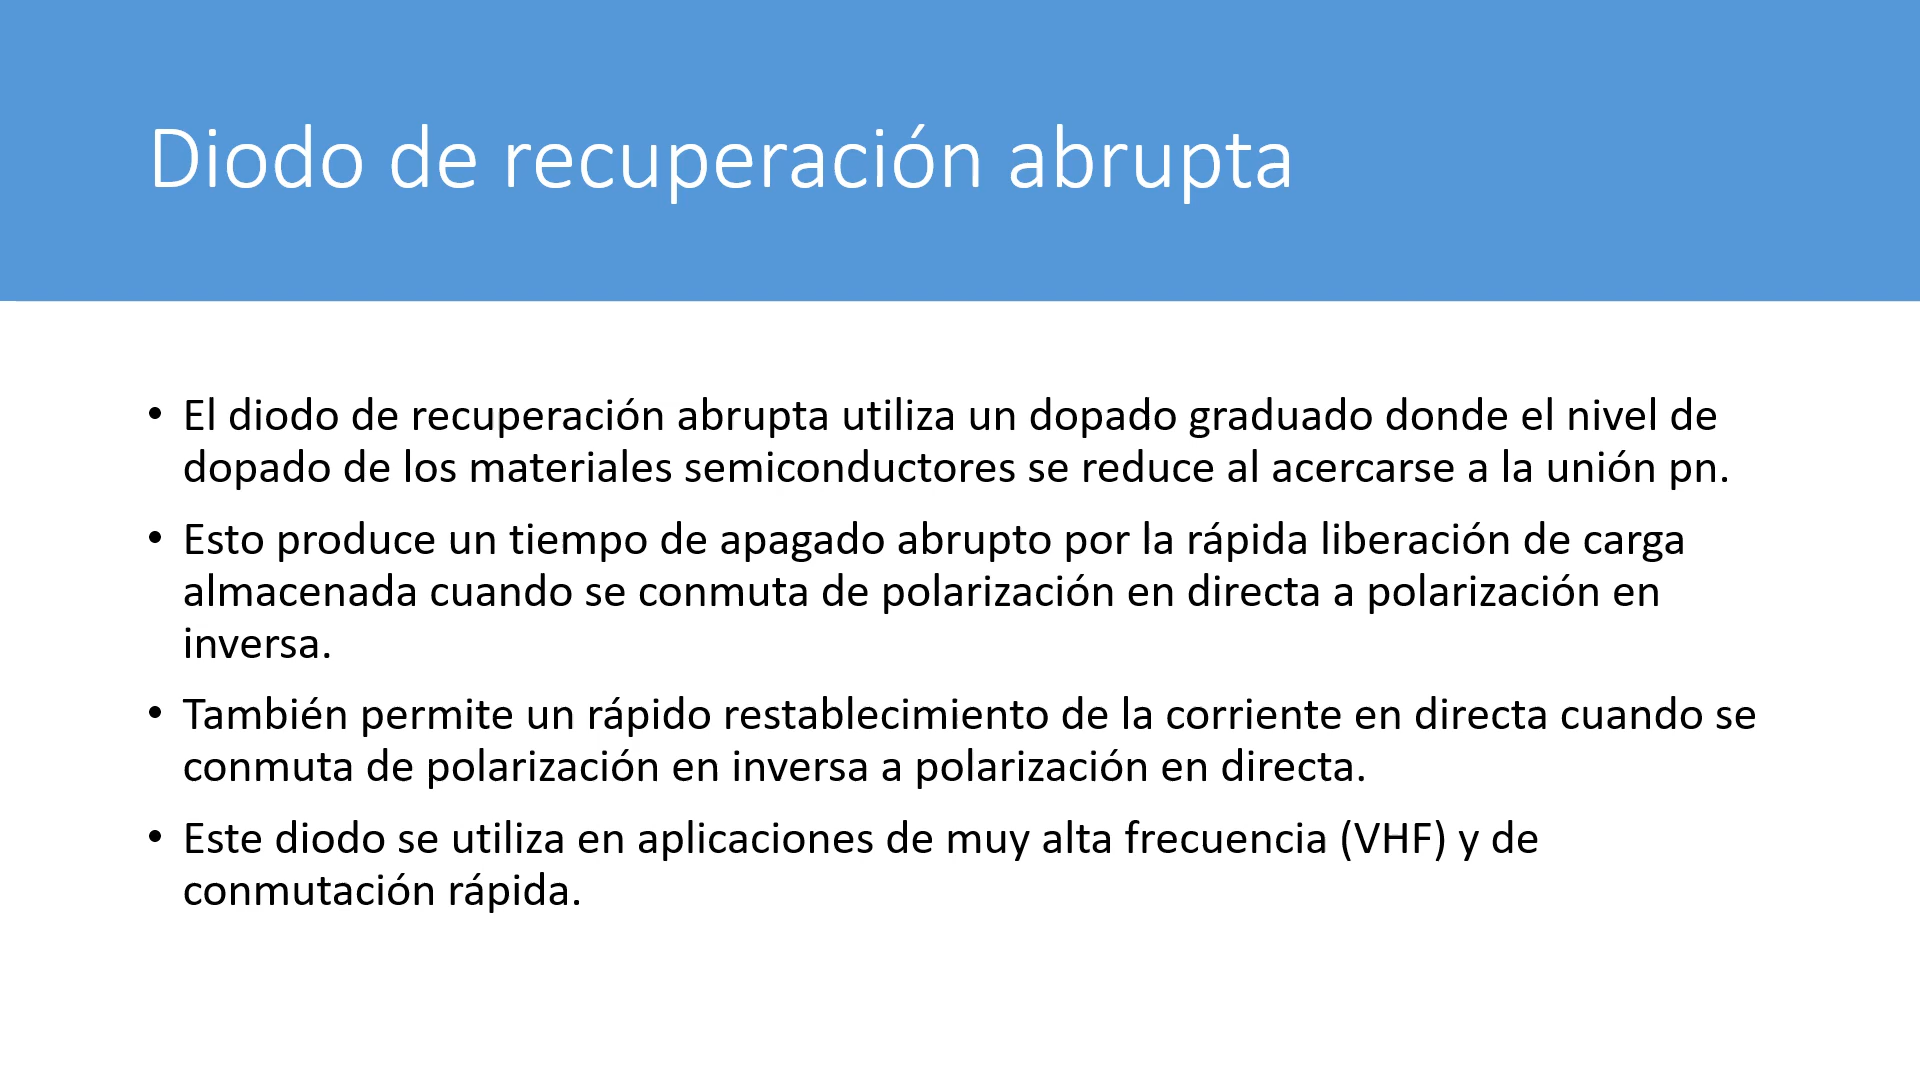 Diodo de recuperación abrupta
• El diodo de recuperación abrupta utiliza un dopado graduado donde el nivel de
dopado de los materiales semiconductores se reduce al acercarse a la unión pn.
• Esto produce un tiempo de apagado abrupto por la rápida liberación de carga
almacenada cuando se conmuta de polarización en directa a polarización en
inversa.
• También permite un rápido restablecimiento de la corriente en directa cuando se
conmuta de polarización en inversa a polarización en directa.
• Este diodo se utiliza en aplicaciones de muy alta frecuencia (VHF) y de
conmutación rápida.